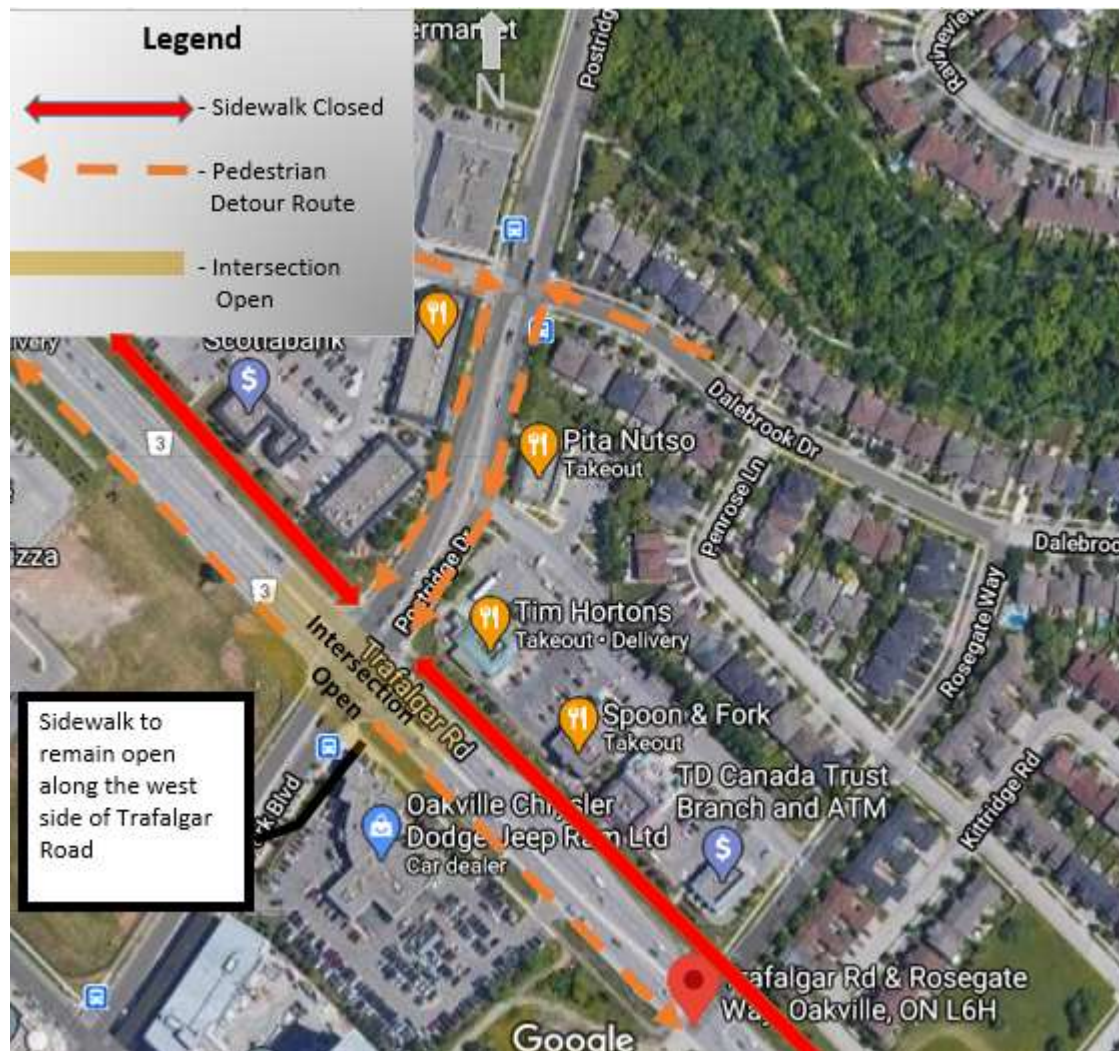 Legend
- Sidewalk Closed
- Pedestrian
Detour Route
- Intersection
Open
N
Ravineview
Scotiabank
3
Pita Nutso
Takeout
Dalebrook Dr
Penrose Ln
Rosegate Way
3
Postridge Dr
Tim Hortons
Takeout • Delivery
Trafalgar Rd
Intersection
Open
Spoon & Fork
Takeout
Kittridge Rd
TD Canada Trust
Branch and ATM
Sidewalk to
remain open
along the west
side of Trafalgar
Road
Oakville Chrysler
Dodge Jeep Ram Ltd
Car dealer
Trafalgar Rd & Rosegate
Way, Oakville, ON L6H
Google